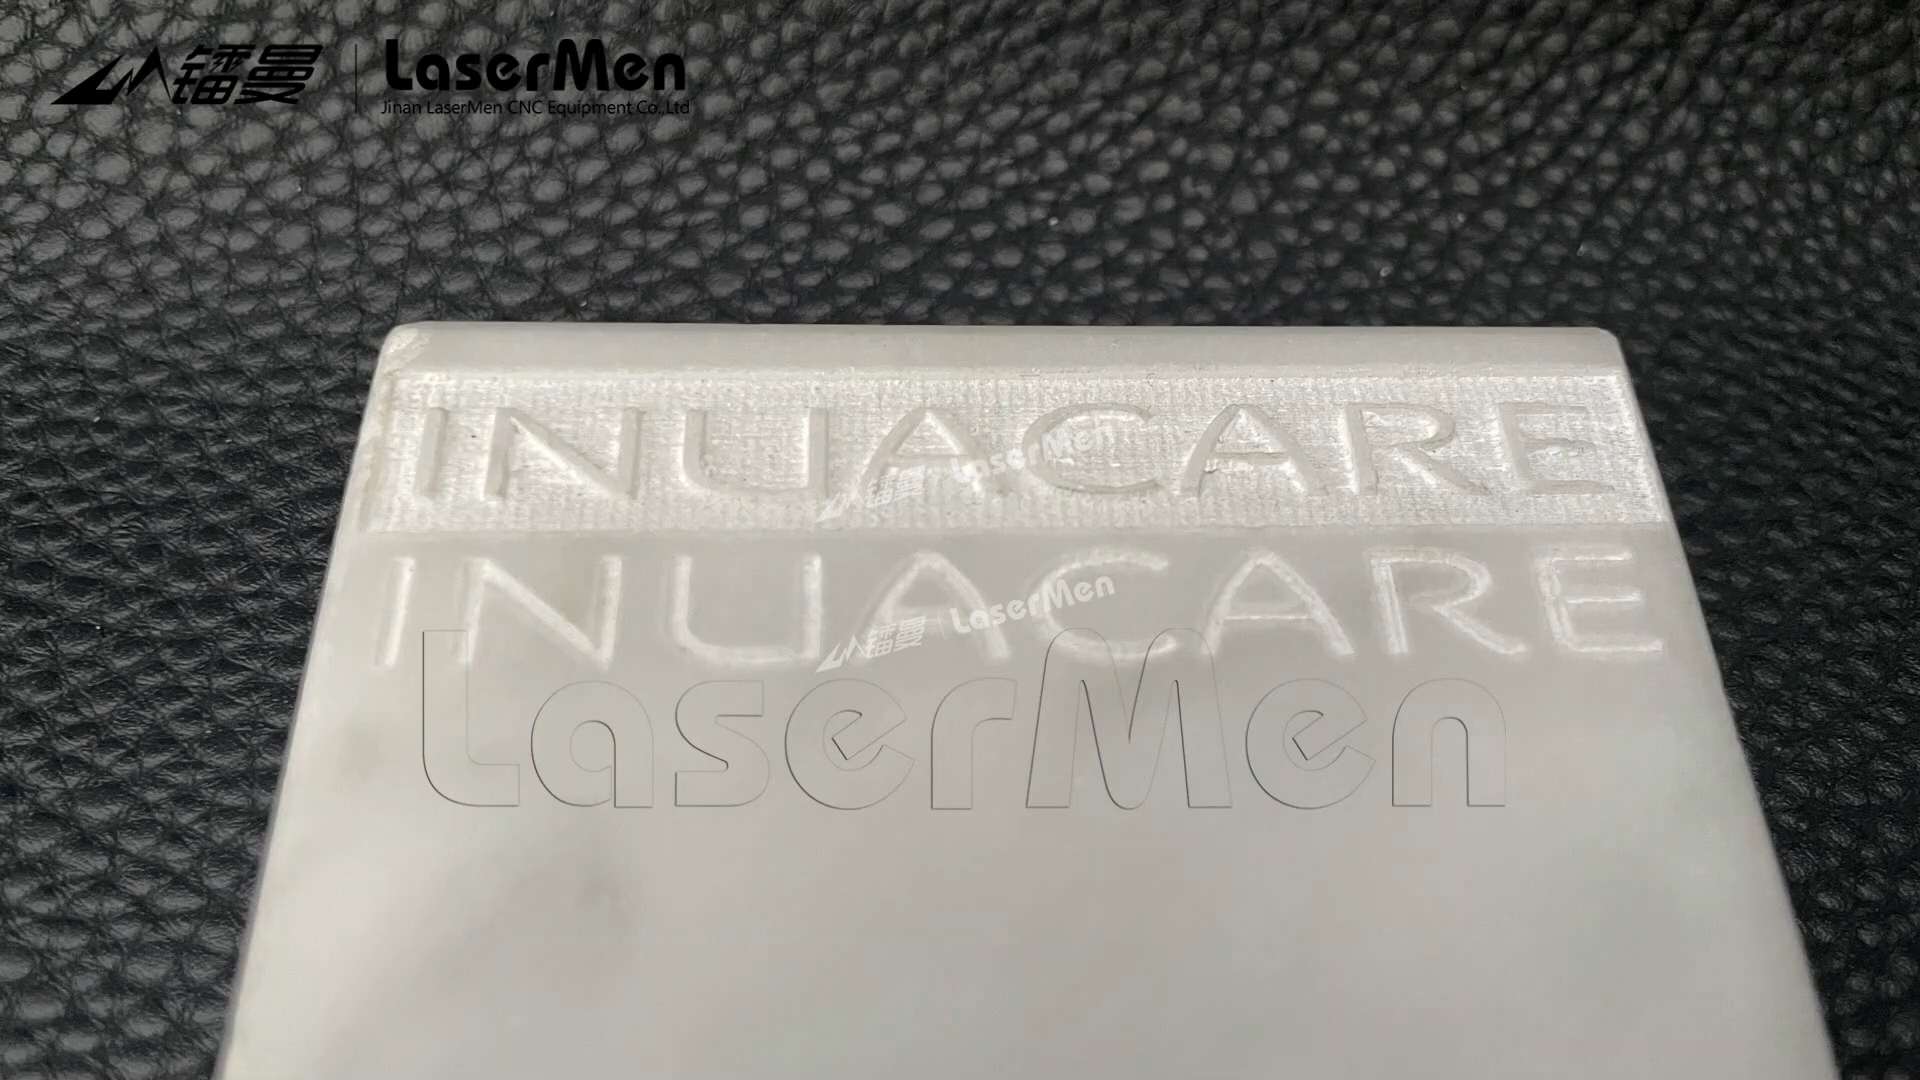 镭曼 LaserMen
Jinan LaserMen CNC Equipment Co,.Ltd
INUACARE
镭曼 LaserMen
INUACARE
镭曼 LaserMen
LaserMen